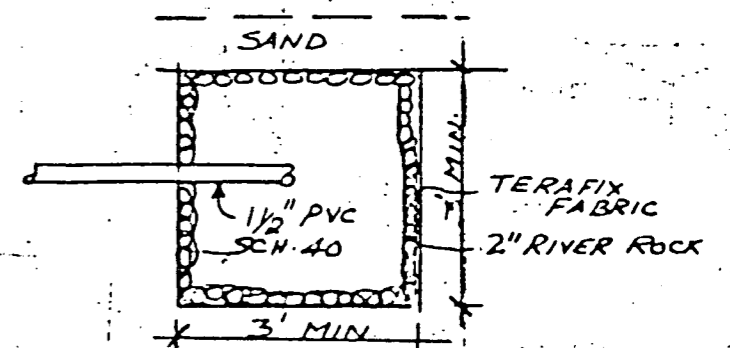 SAND
MIN.
TERAFIX
FABRIC
1½" PVC
SCH. 40
2" RIVER ROCK
3' MIN